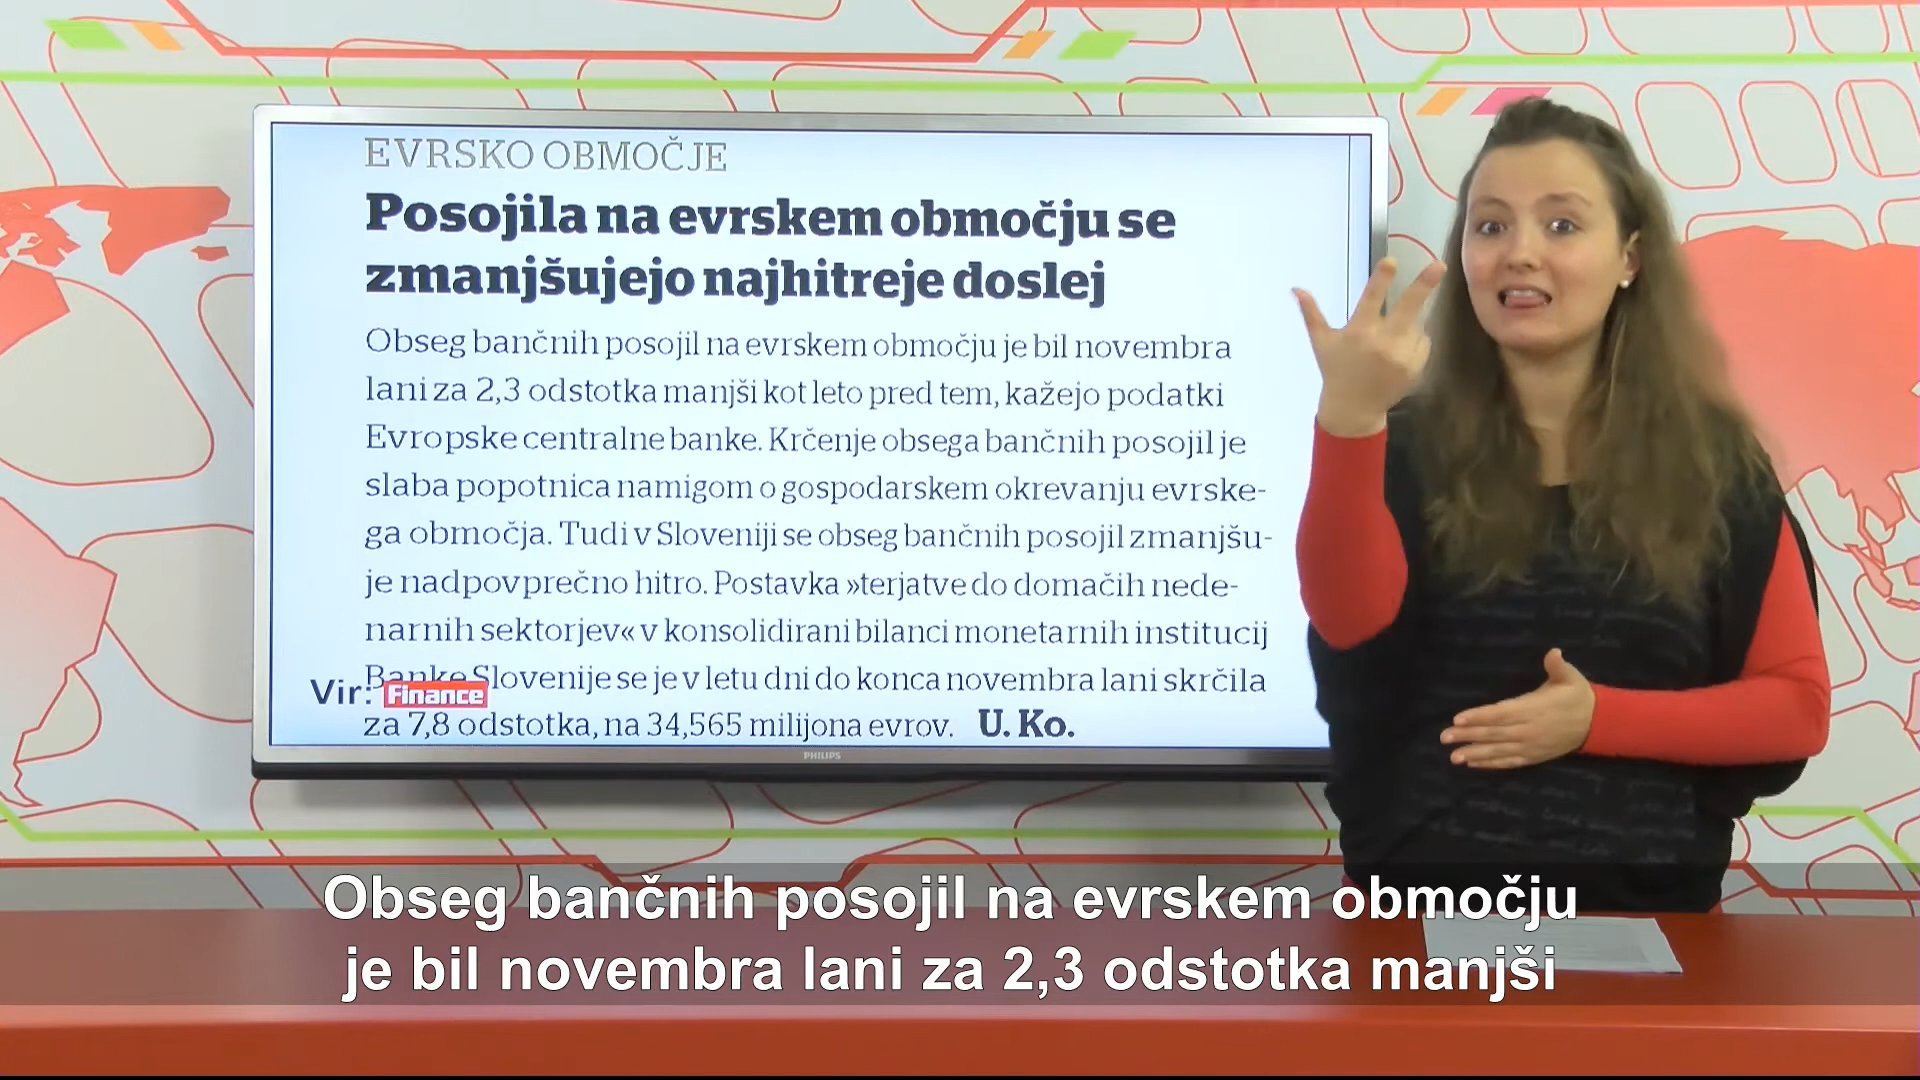 EVRSKO OBMOČJE
Posojila na evrskem območju se
zmanjšujejo najhitreje doslej
Obseg bančnih posojil na evrskem območju je bil novembra
lani za 2,3 odstotka manjši kot leto pred tem, kažejo podatki
Evropske centralne banke. Krčenje obsega bančnih posojil je
slaba popotnica namigom o gospodarskem okrevanju evrske-
ga območja. Tudi v Sloveniji se obseg bančnih posojil zmanjšu-
je nadpovprečno hitro. Postavka »terjatve do domačih nede-
narnih sektorjev« v konsolidirani bilanci monetarnih institucij
Banke Slovenije se je v letu dni do konca novembra lani skrčila
Vir: Finance
za 7,8 odstotka, na 34,565 milijona evrov. U. Ko.
PHILIPS
Obseg bančnih posojil na evrskem območju
je bil novembra lani za 2,3 odstotka manjši